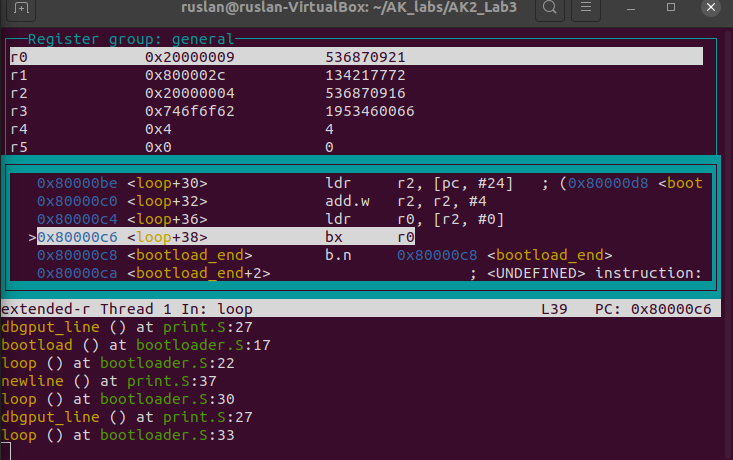 ruslan@ruslan-VirtualBox: ~/AK_labs/AK2_Lab3
Register group: general
r0 0x20000009 536870921
r1 0x800002c 134217772
r2 0x20000004 536870916
r3 0x746f6f62 1953460066
r4 0x4 4
r5 0x0 0
0x80000be <loop+30> ldr r2, [pc, #24] ; (0x80000d8 <boot
0x80000c0 <loop+32> add.w r2, r2, #4
0x80000c4 <loop+36> ldr r0, [r2, #0]
>0x80000c6 <loop+38> bx r0
0x80000c8 <bootload_end> b.n 0x80000c8 <bootload_end>
0x80000ca <bootload_end+2> ; <UNDEFINED> instruction:
extended-r Thread 1 In: loop L39 PC: 0x80000c6
dbgput_line () at print.S:27
bootload () at bootloader.S:17
loop () at bootloader.S:22
newline () at print.S:37
loop () at bootloader.S:30
dbgput_line () at print.S:27
loop () at bootloader.S:33